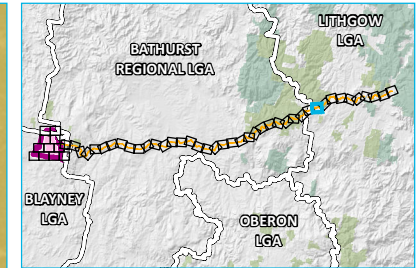 LITHGOW
LGA
BATHURST
REGIONAL LGA
BLAYNEY
LGA
OBERON
LGA